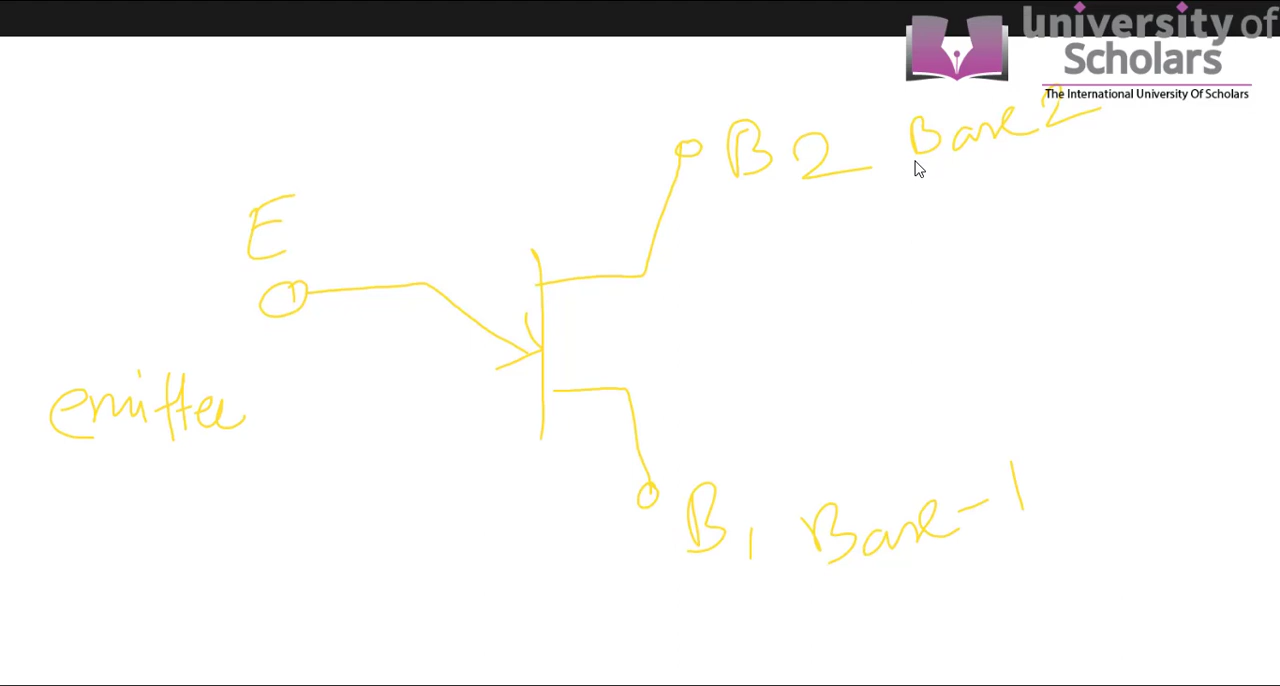 university of
Scholars
The International University Of Scholars
B2 Base 2
E
emitter
B1 Base-1